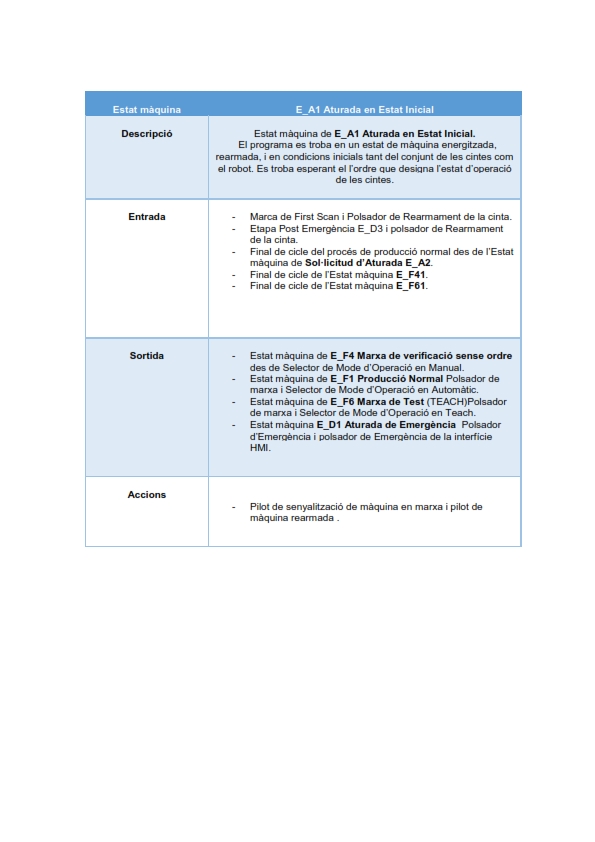 Estat màquina E_A1 Aturada en Estat Inicial
Descripció
Estat màquina de E_A1 Aturada en Estat Inicial.
El programa es troba en un estat de màquina energitzada,
rearmada, i en condicions inicials tant del conjunt de les cintes com
el robot. Es troba esperant el l’ordre que designa l’estat d’operació
de les cintes.
Entrada
- Marca de First Scan i Polsador de Rearmament de la cinta.
- Etapa Post Emergència E_D3 i polsador de Rearmament
de la cinta.
- Final de cicle del procés de producció normal des de l’Estat
màquina de Sol·licitud d’Aturada E_A2.
- Final de cicle de l’Estat màquina E_F41.
- Final de cicle de l’Estat màquina E_F61.
Sortida
- Estat màquina de E_F4 Marxa de verificació sense ordre
des de Selector de Mode d’Operació en Manual.
- Estat màquina de E_F1 Producció Normal Polsador de
marxa i Selector de Mode d’Operació en Automàtic.
- Estat màquina de E_F6 Marxa de Test (TEACH)Polsador
de marxa i Selector de Mode d’Operació en Teach.
- Estat màquina E_D1 Aturada de Emergència Polsador
d’Emergència i polsador de Emergència de la interfície
HMI.
Accions
- Pilot de senyalització de màquina en marxa i pilot de
màquina rearmada .